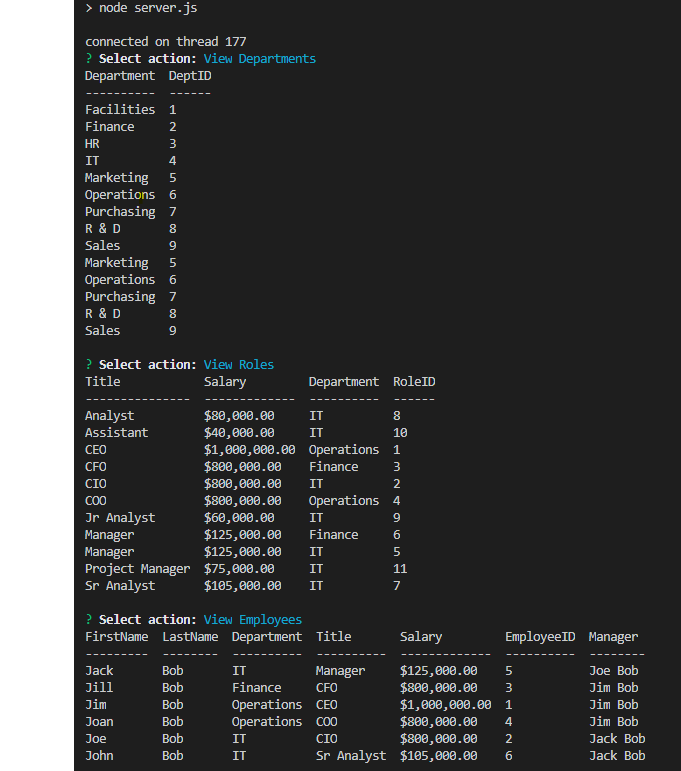 > node server.js
connected on thread 177
? Select action: View Departments
Department  DeptID
----------  ------
Facilities  1
Finance     2
HR          3
IT          4
Marketing   5
Operations  6
Purchasing  7
R & D       8
Sales       9
Marketing   5
Operations  6
Purchasing  7
R & D       8
Sales       9
? Select action: View Roles
Title            Salary         Department  RoleID
---------------  -------------  ----------  ------
Analyst          $80,000.00     IT          8
Assistant        $40,000.00     IT          10
CEO              $1,000,000.00  Operations  1
CFO              $800,000.00    Finance     3
CIO              $800,000.00    IT          2
COO              $800,000.00    Operations  4
Jr Analyst       $60,000.00     IT          9
Manager          $125,000.00    Finance     6
Manager          $125,000.00    IT          5
Project Manager  $75,000.00     IT          11
Sr Analyst       $105,000.00    IT          7
? Select action: View Employees
FirstName  LastName  Department  Title       Salary         EmployeeID  Manager
---------  --------  ----------  ----------  -------------  ----------  --------
Jack       Bob       IT          Manager     $125,000.00    5           Joe Bob
Jill       Bob       Finance     CFO         $800,000.00    3           Jim Bob
Jim        Bob       Operations  CEO         $1,000,000.00  1           Jim Bob
Joan       Bob       Operations  COO         $800,000.00    4           Jim Bob
Joe        Bob       IT          CIO         $800,000.00    2           Jack Bob
John       Bob       IT          Sr Analyst  $105,000.00    6           Jack Bob